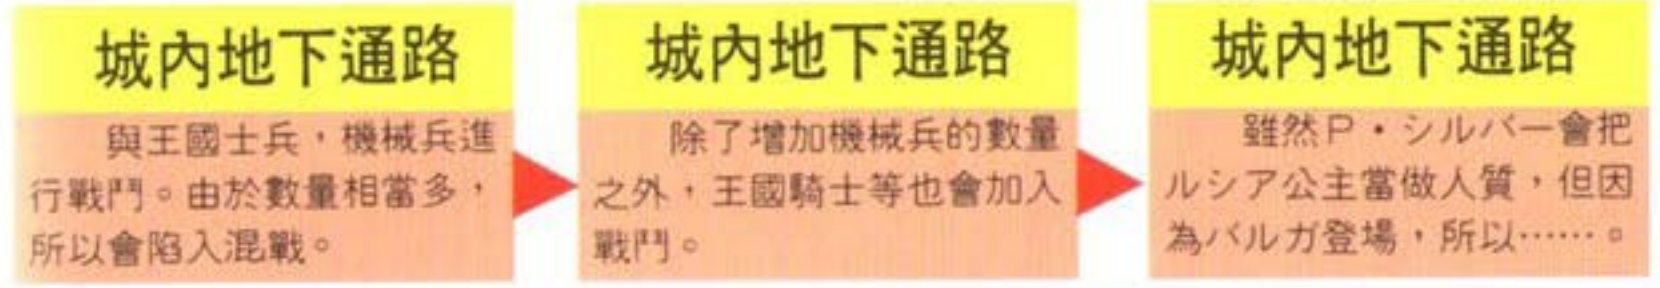 城內地下通路
與王國士兵，機械兵進
行戰鬥。由於數量相當多，
所以會陷入混戰。
城內地下通路
除了增加機械兵的數量
之外，王國騎士等也會加入
戰鬥。
城內地下通路
雖然P・シルバー會把
ルシア公主當做人質，但因
為バルガ登場，所以……。